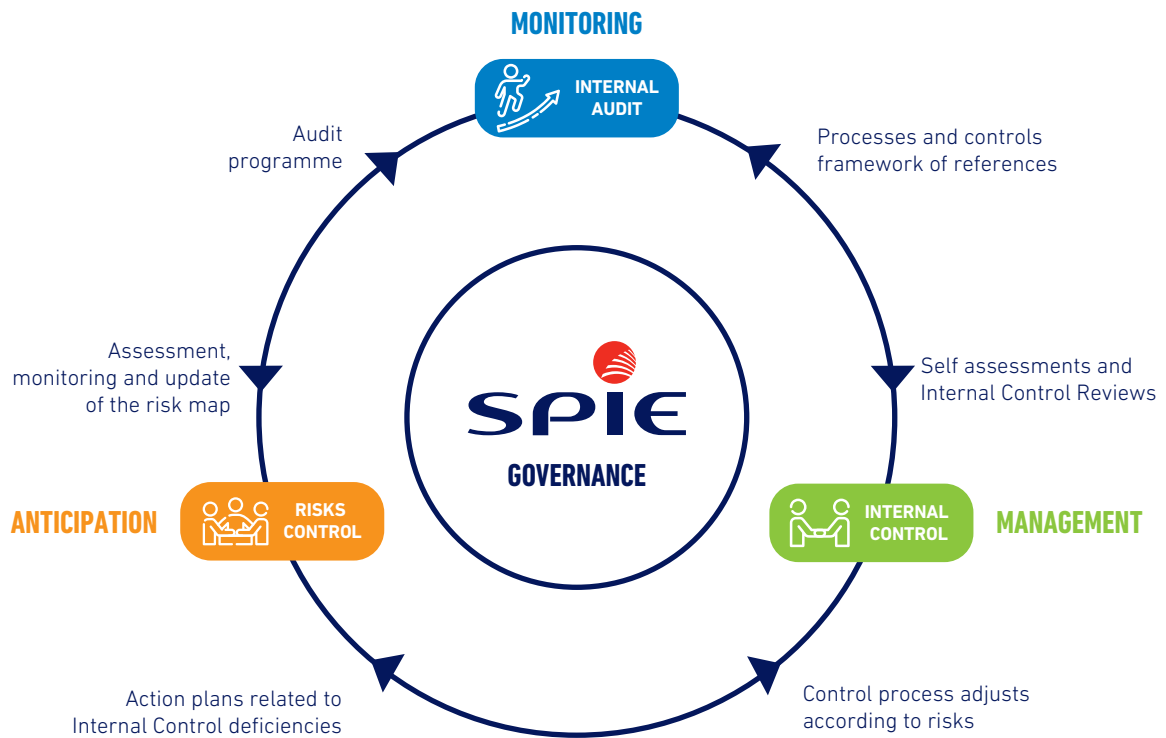 MONITORING
INTERNAL
AUDIT
Audit
programme
Processes and controls
framework of references
Assessment,
monitoring and update
of the risk map
Self assessments and
Internal Control Reviews
SPIE
GOVERNANCE
ANTICIPATION
RISKS
CONTROL
INTERNAL
CONTROL
MANAGEMENT
Action plans related to
Internal Control deficiencies
Control process adjusts
according to risks